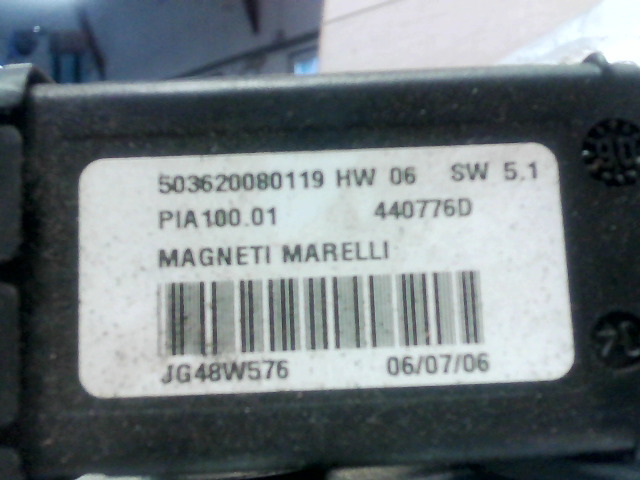 503620080119 HW 06 SW 5.1
PIA100.01 440776D
MAGNETI MARELLI
JG48W576 06/07/06